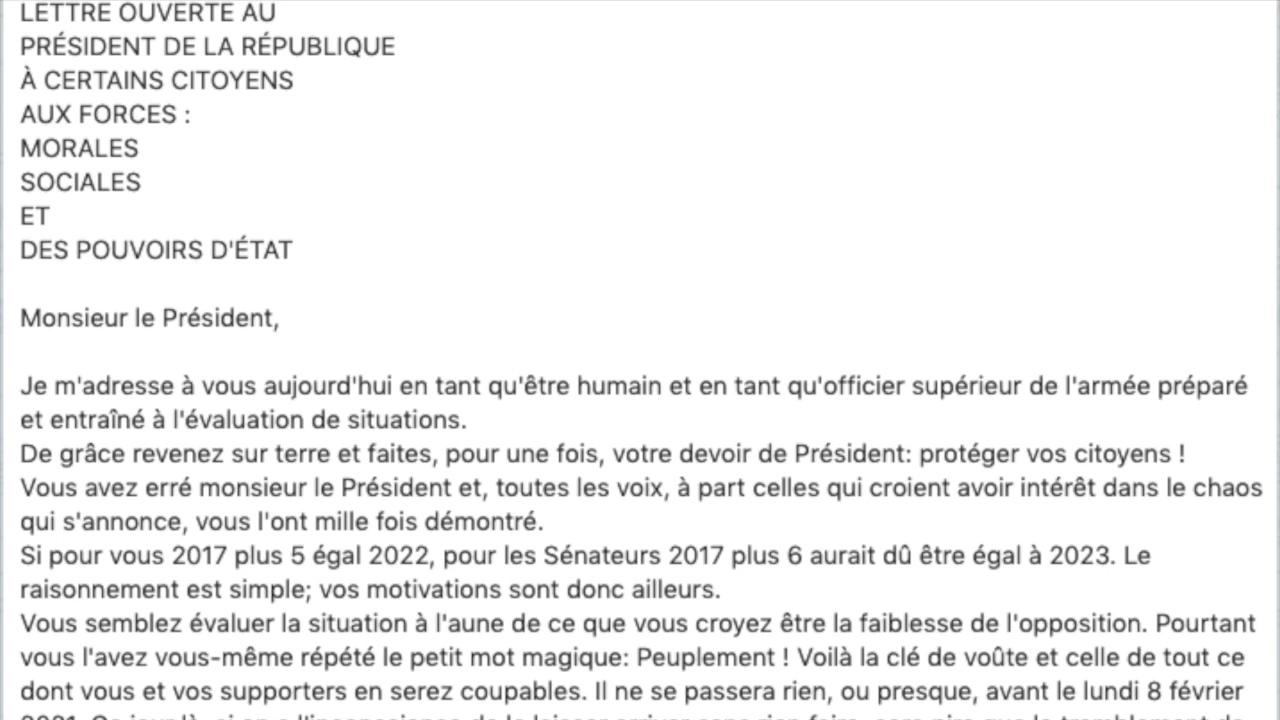 LETTRE OUVERTE AU
PRÉSIDENT DE LA RÉPUBLIQUE
À CERTAINS CITOYENS
AUX FORCES :
MORALES
SOCIALES
ET
DES POUVOIRS D'ÉTAT
Monsieur le Président,
Je m'adresse à vous aujourd'hui en tant qu'être humain et en tant qu'officier supérieur de l'armée préparé
et entraîné à l'évaluation de situations.
De grâce revenez sur terre et faites, pour une fois, votre devoir de Président: protéger vos citoyens !
Vous avez erré monsieur le Président et, toutes les voix, à part celles qui croient avoir intérêt dans le chaos
qui s'annonce, vous l'ont mille fois démontré.
Si pour vous 2017 plus 5 égal 2022, pour les Sénateurs 2017 plus 6 aurait dû être égal à 2023. Le
raisonnement est simple; vos motivations sont donc ailleurs.
Vous semblez évaluer la situation à l'aune de ce que vous croyez être la faiblesse de l'opposition. Pourtant
vous l'avez vous-même répété le petit mot magique: Peuplement ! Voilà la clé de voûte et celle de tout ce
dont vous et vos supporters en serez coupables. Il ne se passera rien, ou presque, avant le lundi 8 février